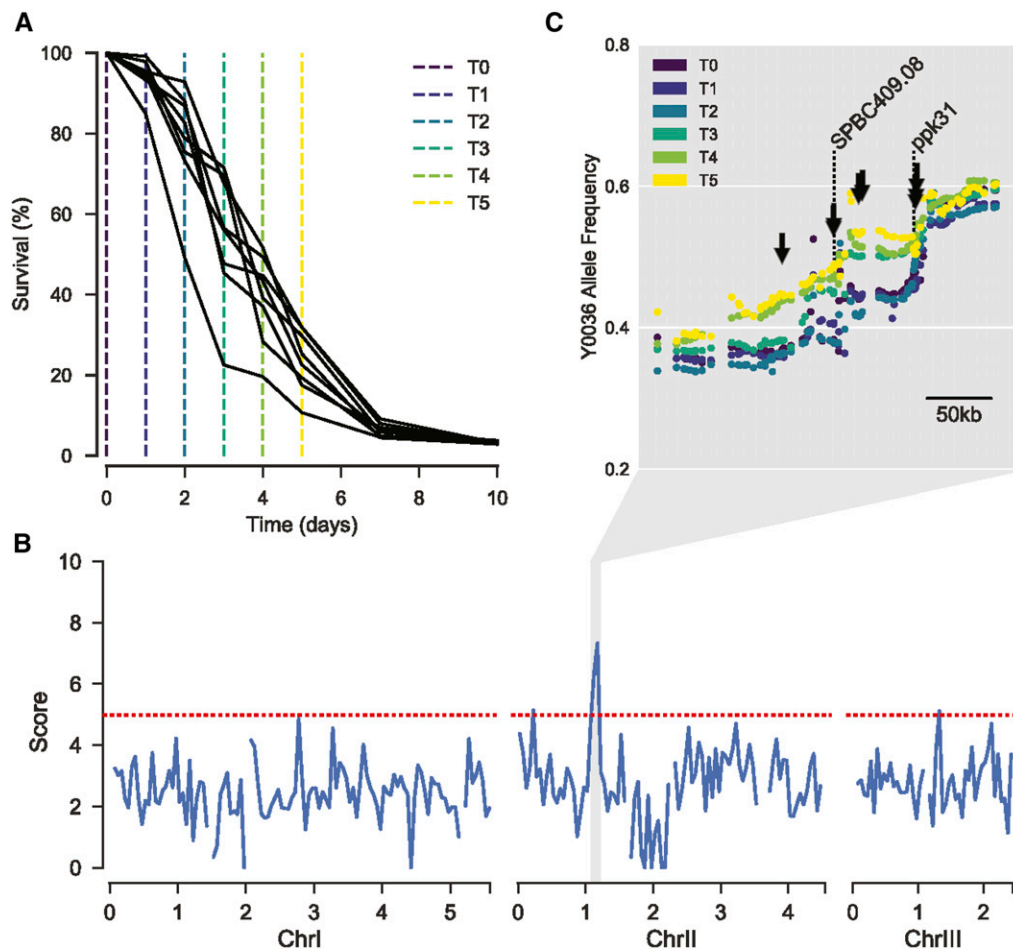 A
Survival (%)
100
80
60
40
20
0
0 2 4 6 8 10
Time (days)
T0
T1
T2
T3
T4
T5
C
Y0036 Allele Frequency
0.8
0.6
0.4
0.2
T0
T1
T2
T3
T4
T5
SPBC409.08
ppk31
50kb
B
Score
10
8
6
4
2
0
0 1 2 3 4 5
ChrI
0 1 2 3 4
ChrII
0 1 2
ChrIII